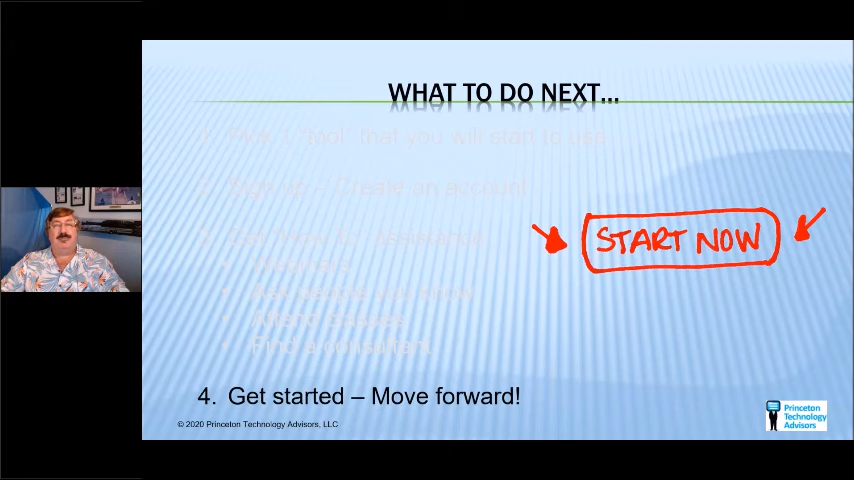 WHAT TO DO NEXT...
1. Pick 1 "tool" that you will start to use
2. Sign up – Create an account
START NOW
• Ask people you know
• Attend classes
• Find a consultant
4. Get started – Move forward!
© 2020 Princeton Technology Advisors, LLC
Princeton
Technology
Advisors